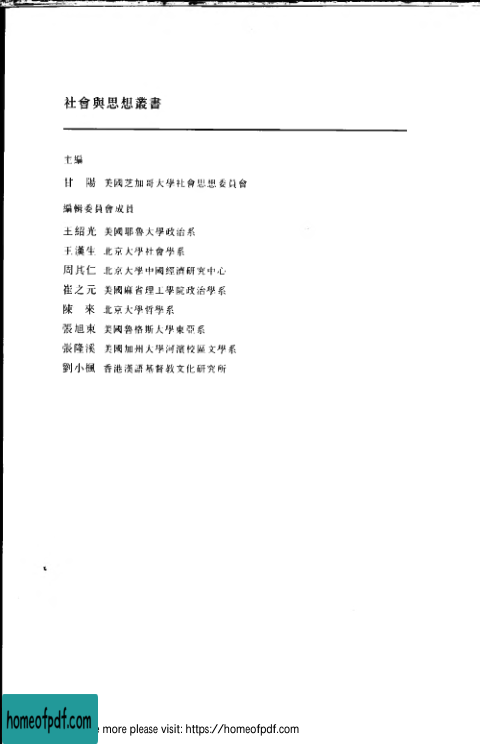 社會與思想叢書
主編
甘　陽　美國芝加哥大學社會思想委員會
編輯委員會成員
王紹光　美國耶魯大學政治系
王漢生　北京大學社會學系
周其仁　北京大學中國經濟研究中心
崔之元　美國麻省理工學院政治學系
陳　來　北京大學哲學系
張旭東　美國魯格斯大學東亞系
張隆溪　美國加州大學河濱校區文學系
劉小楓　香港漢語基督教文化研究所
homeofpdf.com
e more please visit: https://homeofpdf.com